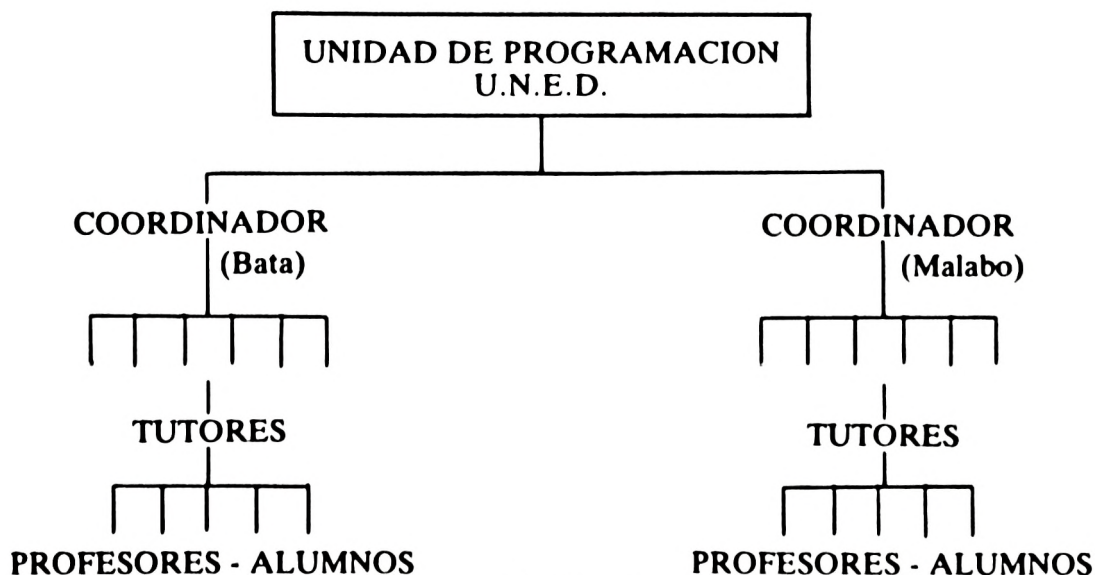 UNIDAD DE PROGRAMACION
U.N.E.D.
COORDINADOR
(Bata)
COORDINADOR
(Malabo)
TUTORES
TUTORES
PROFESORES - ALUMNOS
PROFESORES - ALUMNOS